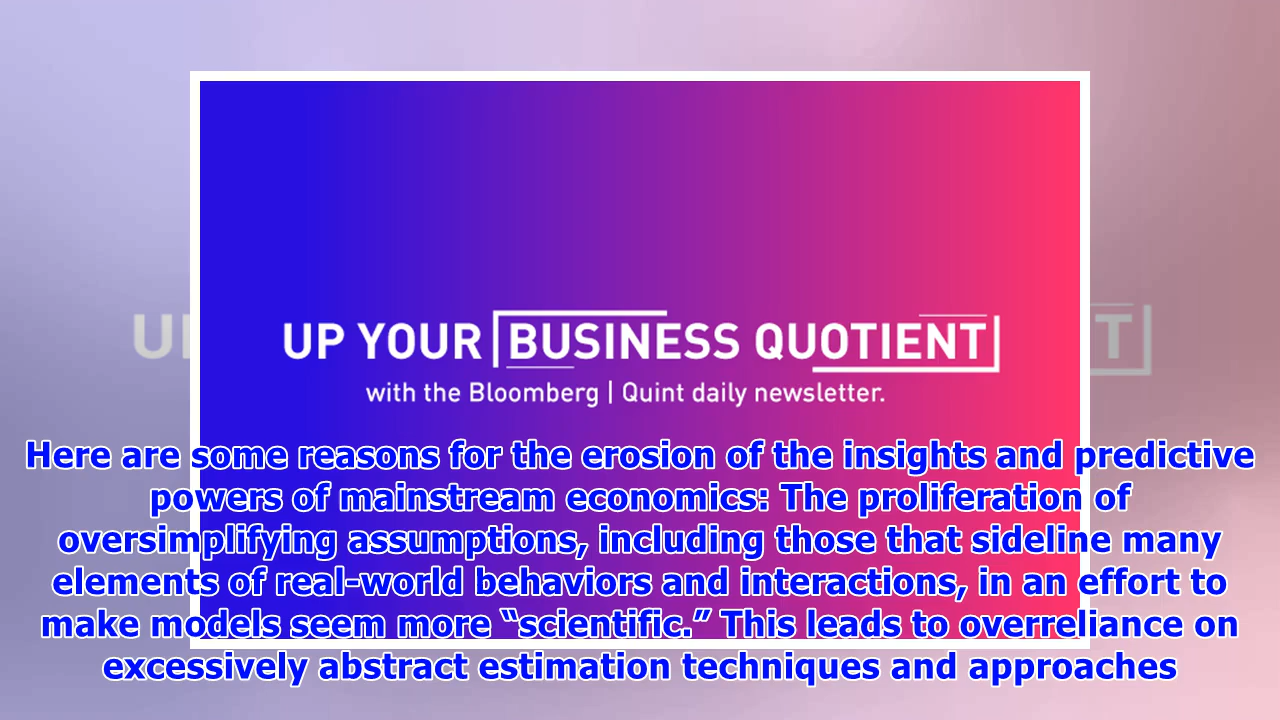 UP YOUR BUSINESS QUOTIENT
with the Bloomberg | Quint daily newsletter.
Here are some reasons for the erosion of the insights and predictive
powers of mainstream economics: The proliferation of
oversimplifying assumptions, including those that sideline many
elements of real-world behaviors and interactions, in an effort to
make models seem more “scientific.” This leads to overreliance on
excessively abstract estimation techniques and approaches